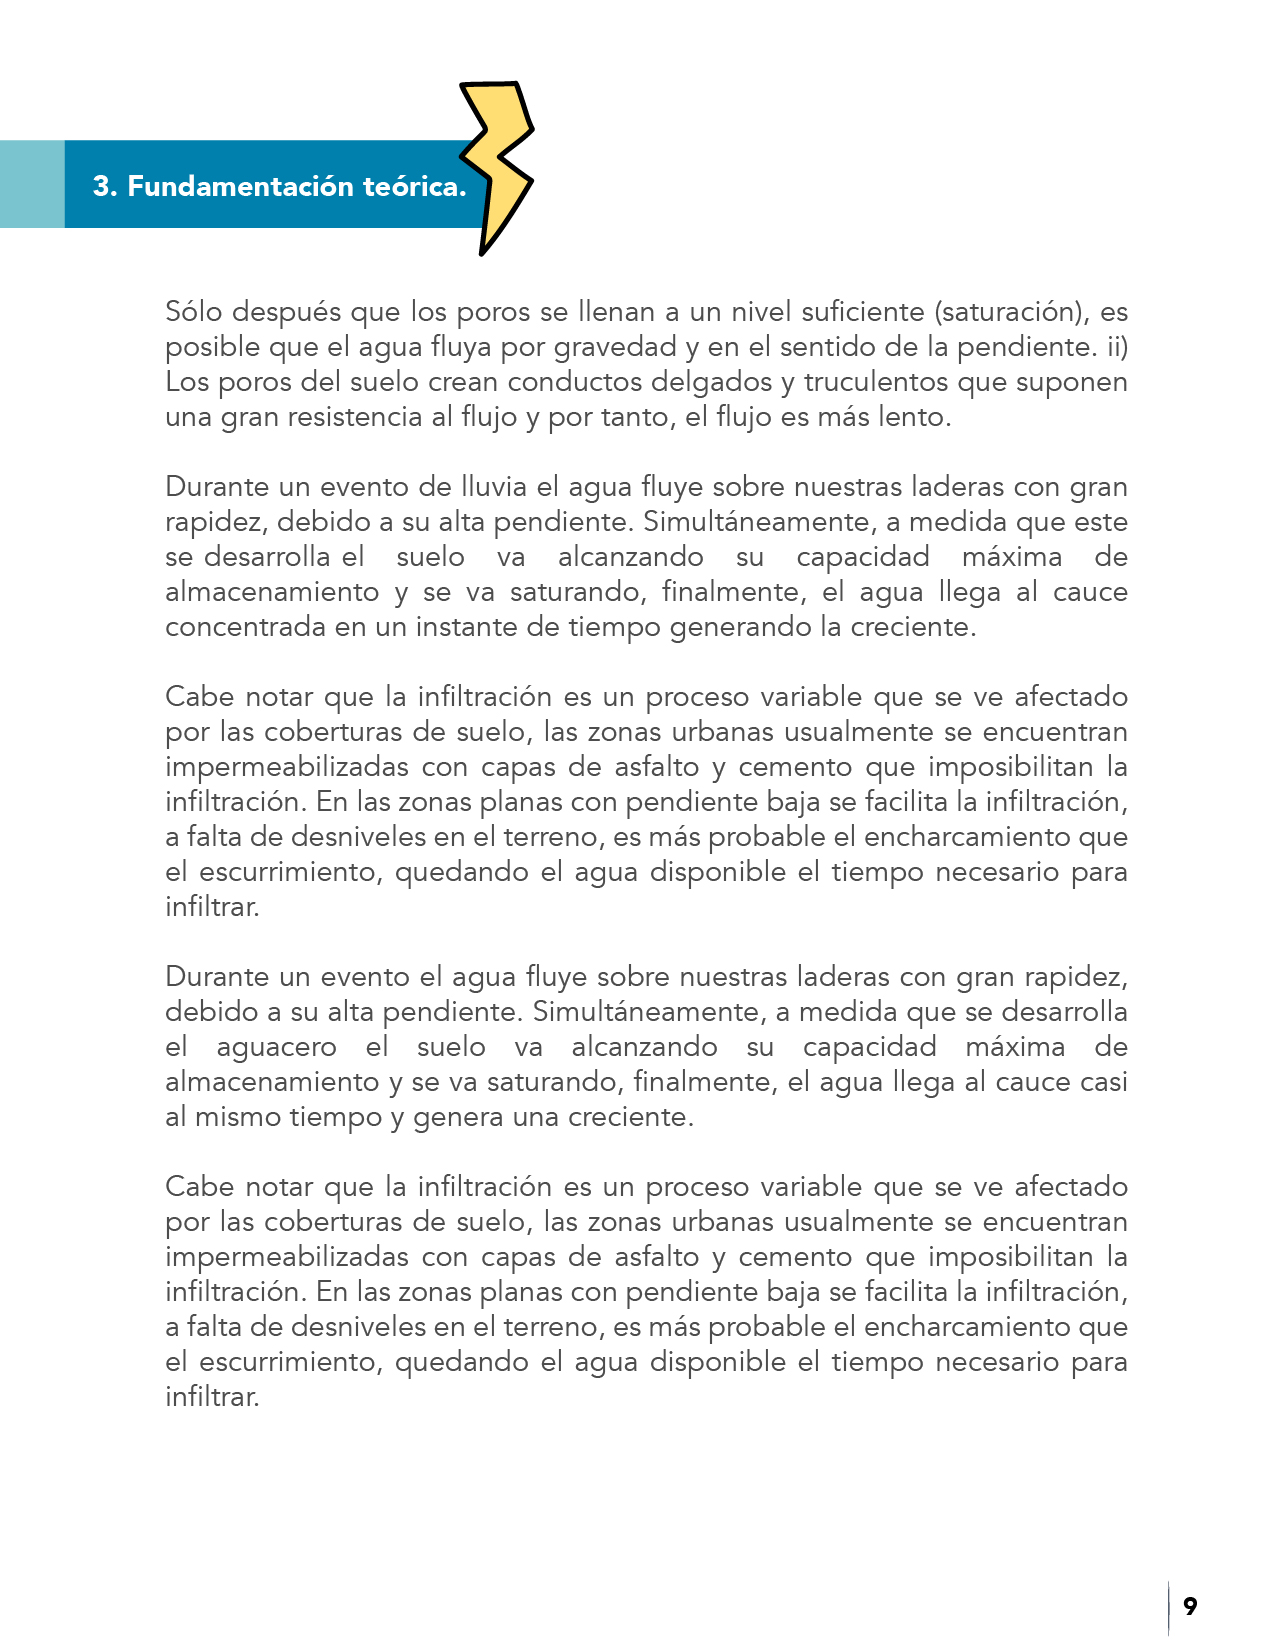 3. Fundamentación teórica.
Sólo después que los poros se llenan a un nivel suficiente (saturación), es
posible que el agua fluya por gravedad y en el sentido de la pendiente. ii)
Los poros del suelo crean conductos delgados y truculentos que suponen
una gran resistencia al flujo y por tanto, el flujo es más lento.
Durante un evento de lluvia el agua fluye sobre nuestras laderas con gran
rapidez, debido a su alta pendiente. Simultáneamente, a medida que este
se desarrolla el suelo va alcanzando su capacidad máxima de
almacenamiento y se va saturando, finalmente, el agua llega al cauce
concentrada en un instante de tiempo generando la creciente.
Cabe notar que la infiltración es un proceso variable que se ve afectado
por las coberturas de suelo, las zonas urbanas usualmente se encuentran
impermeabilizadas con capas de asfalto y cemento que imposibilitan la
infiltración. En las zonas planas con pendiente baja se facilita la infiltración,
a falta de desniveles en el terreno, es más probable el encharcamiento que
el escurrimiento, quedando el agua disponible el tiempo necesario para
infiltrar.
Durante un evento el agua fluye sobre nuestras laderas con gran rapidez,
debido a su alta pendiente. Simultáneamente, a medida que se desarrolla
el aguacero el suelo va alcanzando su capacidad máxima de
almacenamiento y se va saturando, finalmente, el agua llega al cauce casi
al mismo tiempo y genera una creciente.
Cabe notar que la infiltración es un proceso variable que se ve afectado
por las coberturas de suelo, las zonas urbanas usualmente se encuentran
impermeabilizadas con capas de asfalto y cemento que imposibilitan la
infiltración. En las zonas planas con pendiente baja se facilita la infiltración,
a falta de desniveles en el terreno, es más probable el encharcamiento que
el escurrimiento, quedando el agua disponible el tiempo necesario para
infiltrar.
9